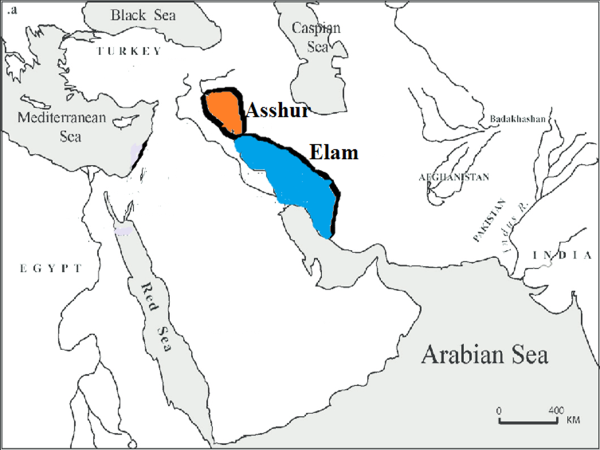 .a
Black Sea
Caspian
Sea
TURKEY
Mediterranean
Sea
Asshur
Badakhashan
Elam
AFGHANISTAN
PAKISTAN
Indus R.
INDIA
EGYPT
Red Sea
Arabian Sea
0 400
KM